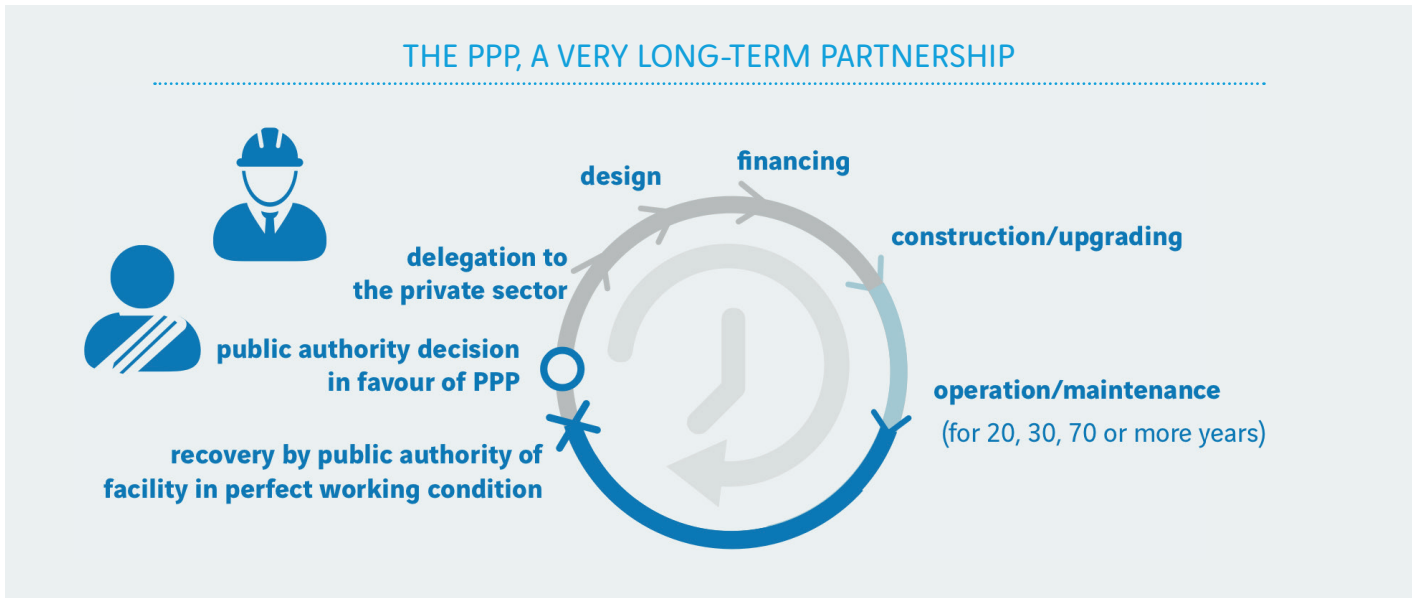 THE PPP, A VERY LONG-TERM PARTNERSHIP
design
financing
construction/upgrading
delegation to
the private sector
public authority decision
in favour of PPP
operation/maintenance
(for 20, 30, 70 or more years)
recovery by public authority of
facility in perfect working condition